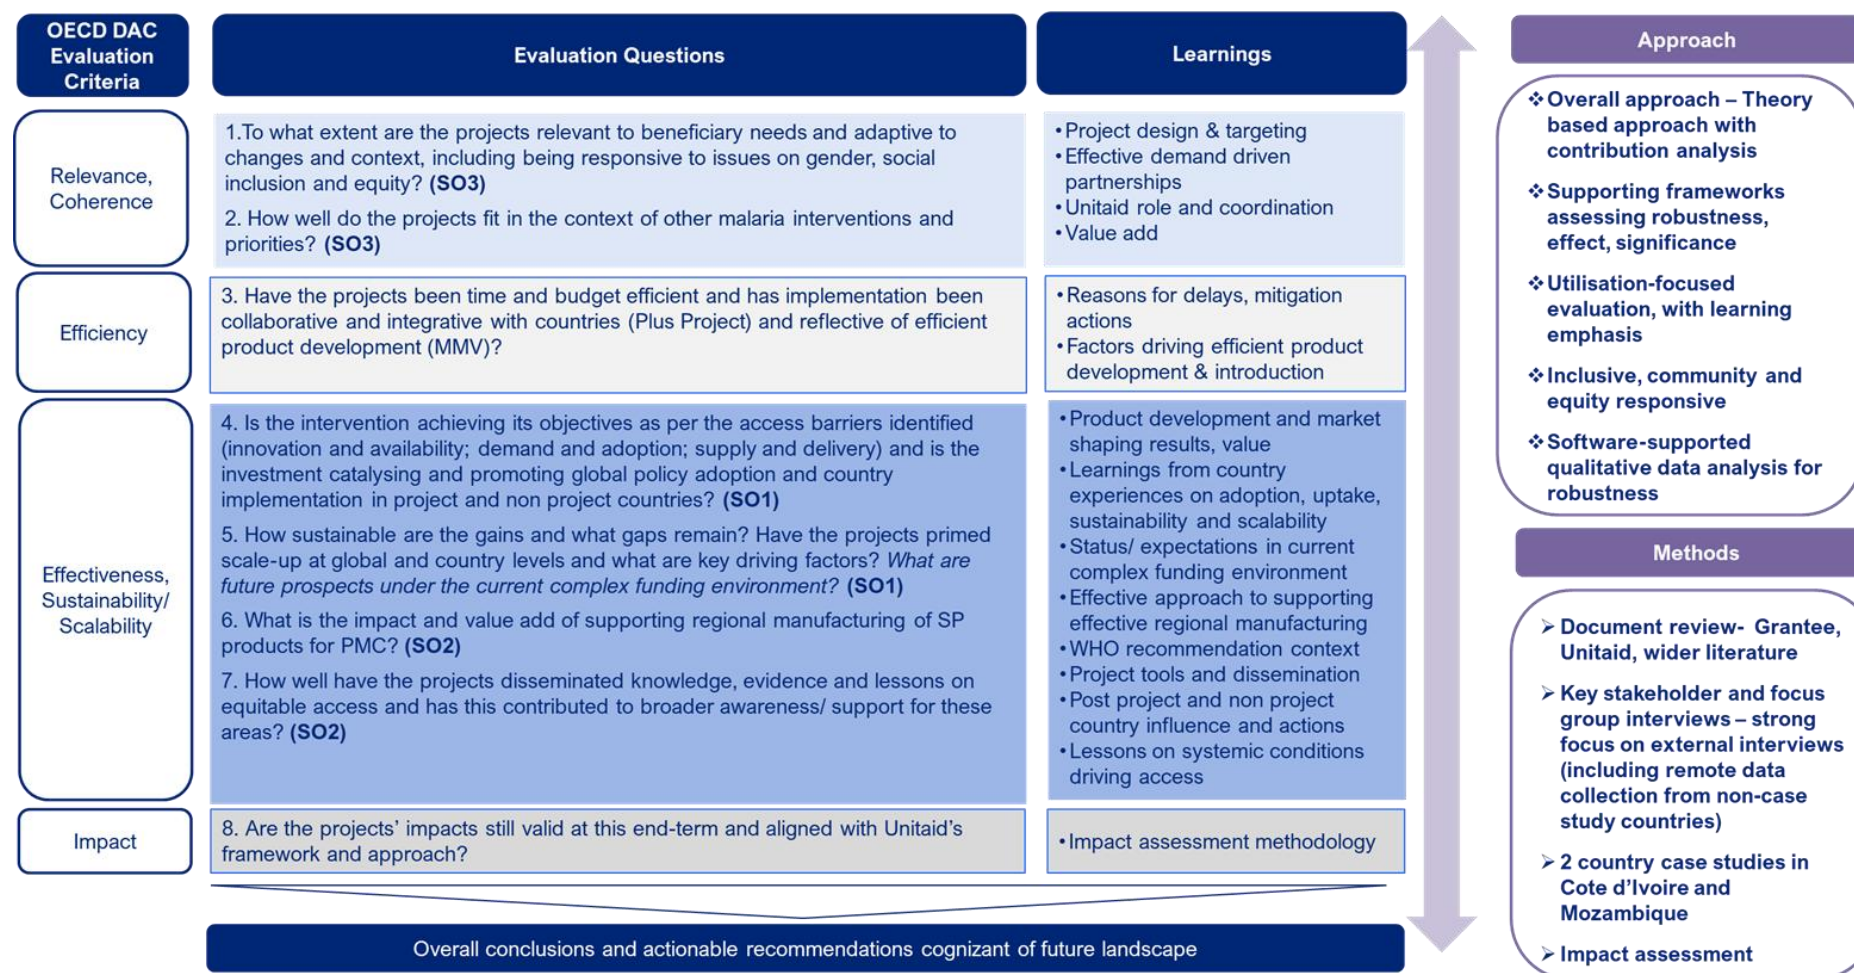 OECD DAC
Evaluation
Criteria
Evaluation Questions
Learnings
Relevance,
Coherence
1.To what extent are the projects relevant to beneficiary needs and adaptive to
changes and context, including being responsive to issues on gender, social
inclusion and equity? (SO3)
2. How well do the projects fit in the context of other malaria interventions and
priorities? (SO3)
•Project design & targeting
•Effective demand driven
partnerships
•Unitaid role and coordination
•Value add
Efficiency
3. Have the projects been time and budget efficient and has implementation been
collaborative and integrative with countries (Plus Project) and reflective of efficient
product development (MMV)?
•Reasons for delays, mitigation
actions
•Factors driving efficient product
development & introduction
Effectiveness,
Sustainability/
Scalability
4. Is the intervention achieving its objectives as per the access barriers identified
(innovation and availability; demand and adoption; supply and delivery) and is the
investment catalysing and promoting global policy adoption and country
implementation in project and non project countries? (SO1)
5. How sustainable are the gains and what gaps remain? Have the projects primed
scale-up at global and country levels and what are key driving factors? What are
future prospects under the current complex funding environment? (SO1)
6. What is the impact and value add of supporting regional manufacturing of SP
products for PMC? (SO2)
7. How well have the projects disseminated knowledge, evidence and lessons on
equitable access and has this contributed to broader awareness/ support for these
areas? (SO2)
•Product development and market
shaping results, value
•Learnings from country
experiences on adoption, uptake,
sustainability and scalability
•Status/ expectations in current
complex funding environment
•Effective approach to supporting
effective regional manufacturing
•WHO recommendation context
•Project tools and dissemination
•Post project and non project
country influence and actions
•Lessons on systemic conditions
driving access
Impact
8. Are the projects’ impacts still valid at this end-term and aligned with Unitaid’s
framework and approach?
•Impact assessment methodology
Overall conclusions and actionable recommendations cognizant of future landscape
Approach
❖Overall approach – Theory
based approach with
contribution analysis
❖Supporting frameworks
assessing robustness,
effect, significance
❖Utilisation-focused
evaluation, with learning
emphasis
❖Inclusive, community and
equity responsive
❖Software-supported
qualitative data analysis for
robustness
Methods
➢Document review- Grantee,
Unitaid, wider literature
➢Key stakeholder and focus
group interviews – strong
focus on external interviews
(including remote data
collection from non-case
study countries)
➢2 country case studies in
Cote d’Ivoire and
Mozambique
➢Impact assessment